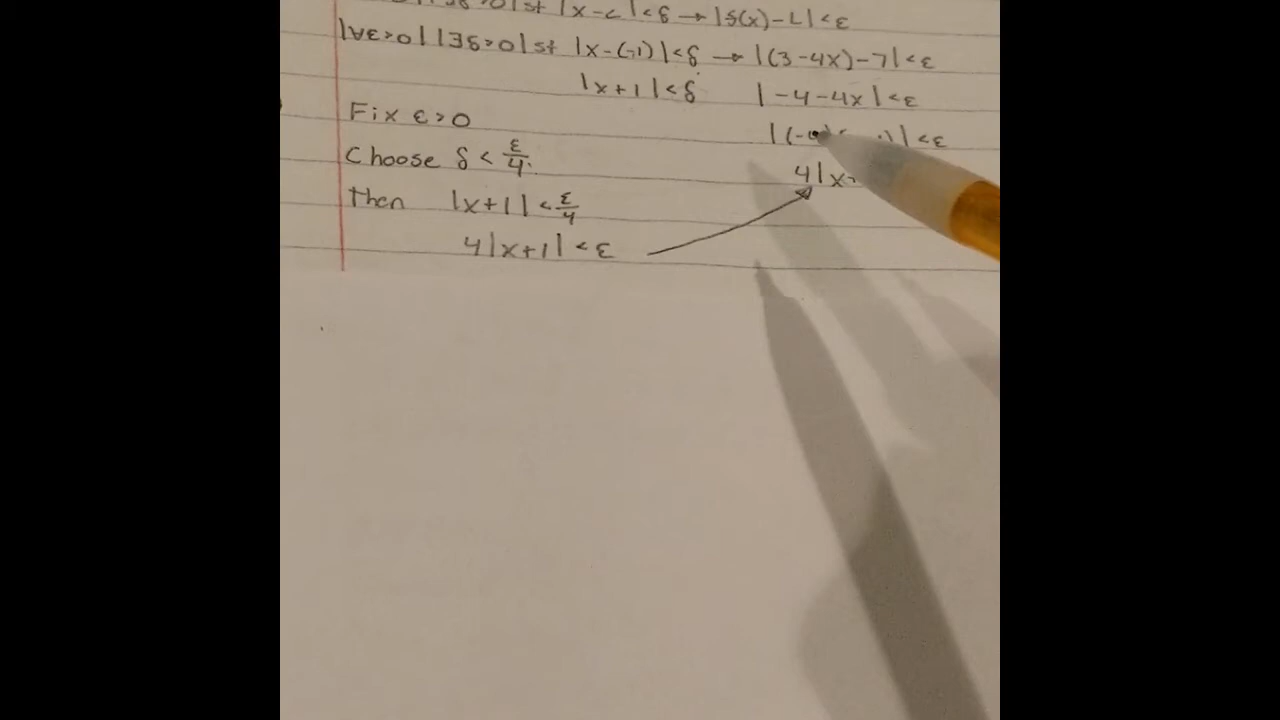 |x-c|<δ → |f(x)-L|<ε
|∀ε>0| |∃δ>0| st |x-(-1)|<δ → |(3-4x)-7|<ε
|x+1|<δ |-4-4x|<ε
Fix ε>0 |(- )|<ε
Choose δ < ε/4. 4|x+
Then |x+1| < ε/4
4|x+1| < ε